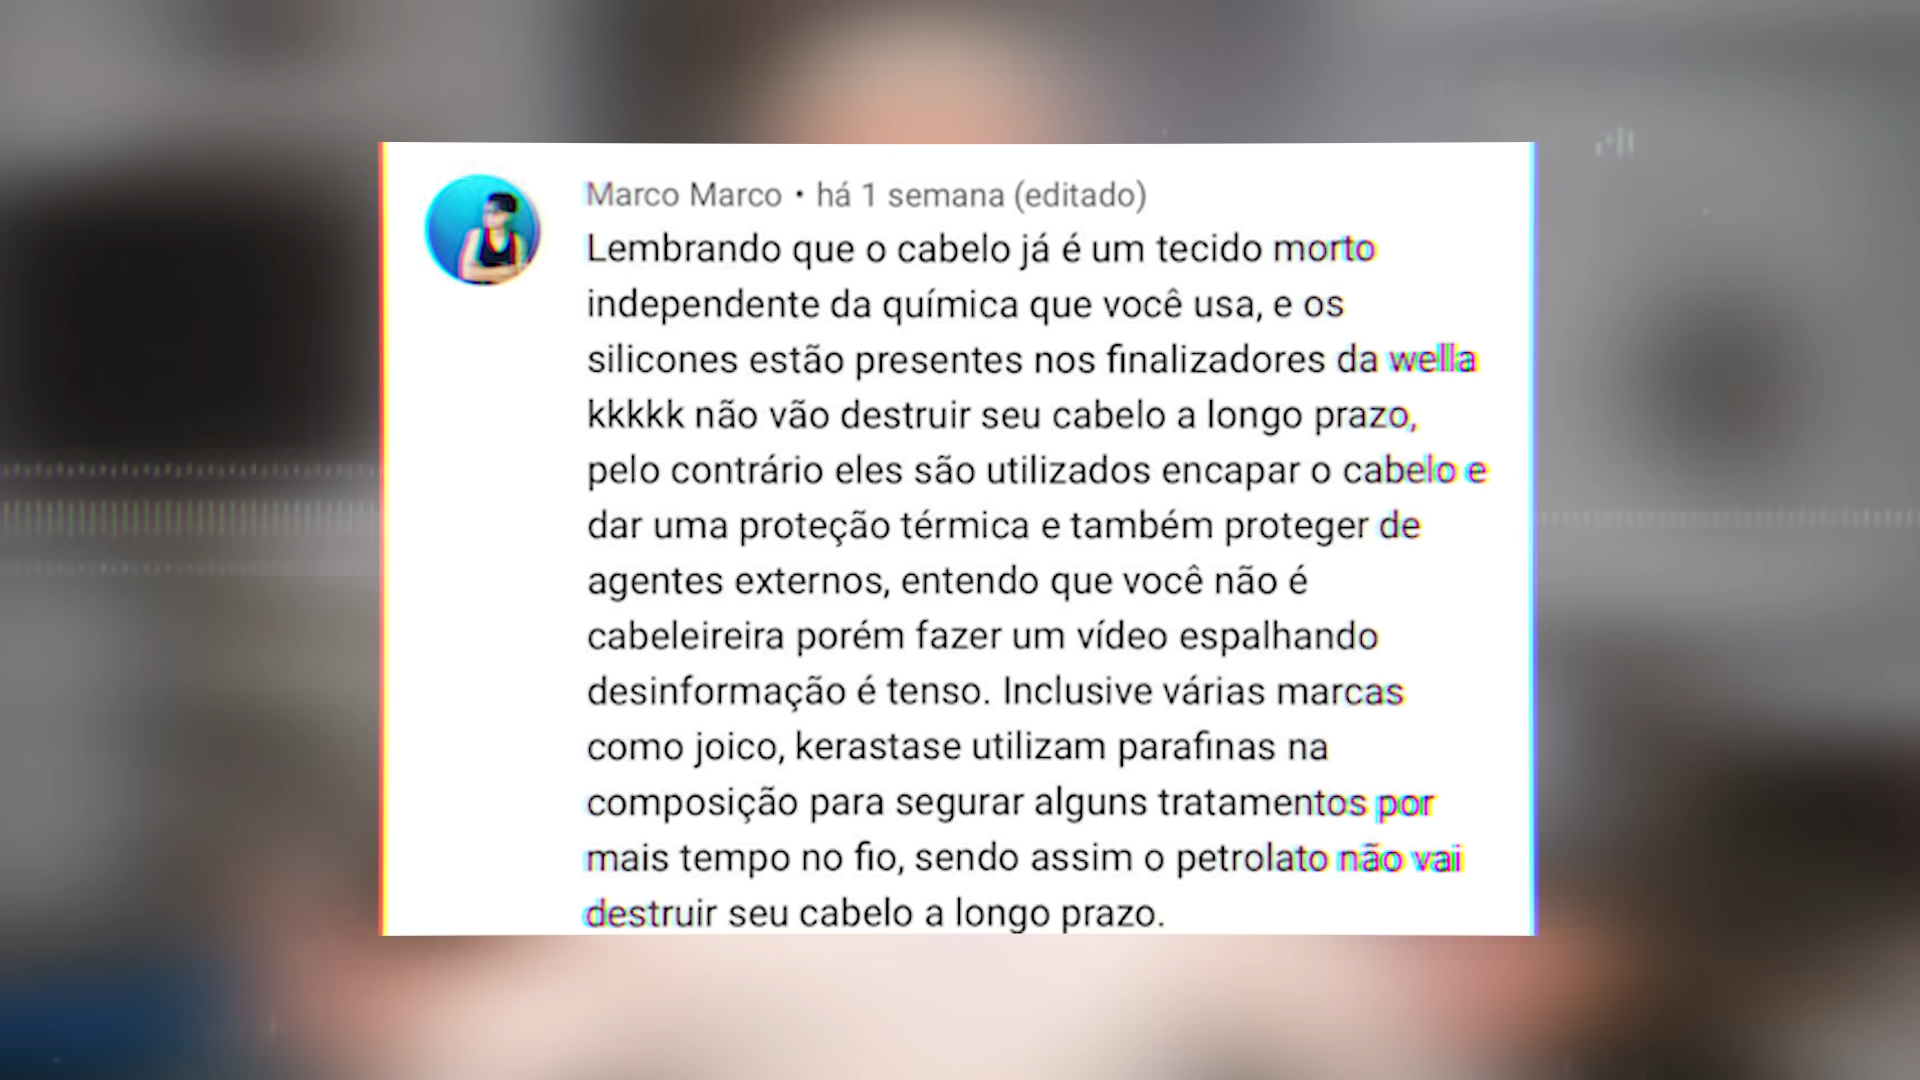 Marco Marco • há 1 semana (editado)
Lembrando que o cabelo já é um tecido morto
independente da química que você usa, e os
silicones estão presentes nos finalizadores da wella
kkkkk não vão destruir seu cabelo a longo prazo,
pelo contrário eles são utilizados encapar o cabelo e
dar uma proteção térmica e também proteger de
agentes externos, entendo que você não é
cabeleireira porém fazer um vídeo espalhando
desinformação é tenso. Inclusive várias marcas
como joico, kerastase utilizam parafinas na
composição para segurar alguns tratamentos por
mais tempo no fio, sendo assim o petrolato não vai
destruir seu cabelo a longo prazo.